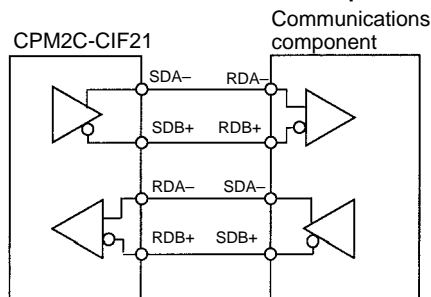 Communications
component
CPM2C-CIF21
SDA– RDA–
SDB+ RDB+
RDA– SDA–
RDB+ SDB+